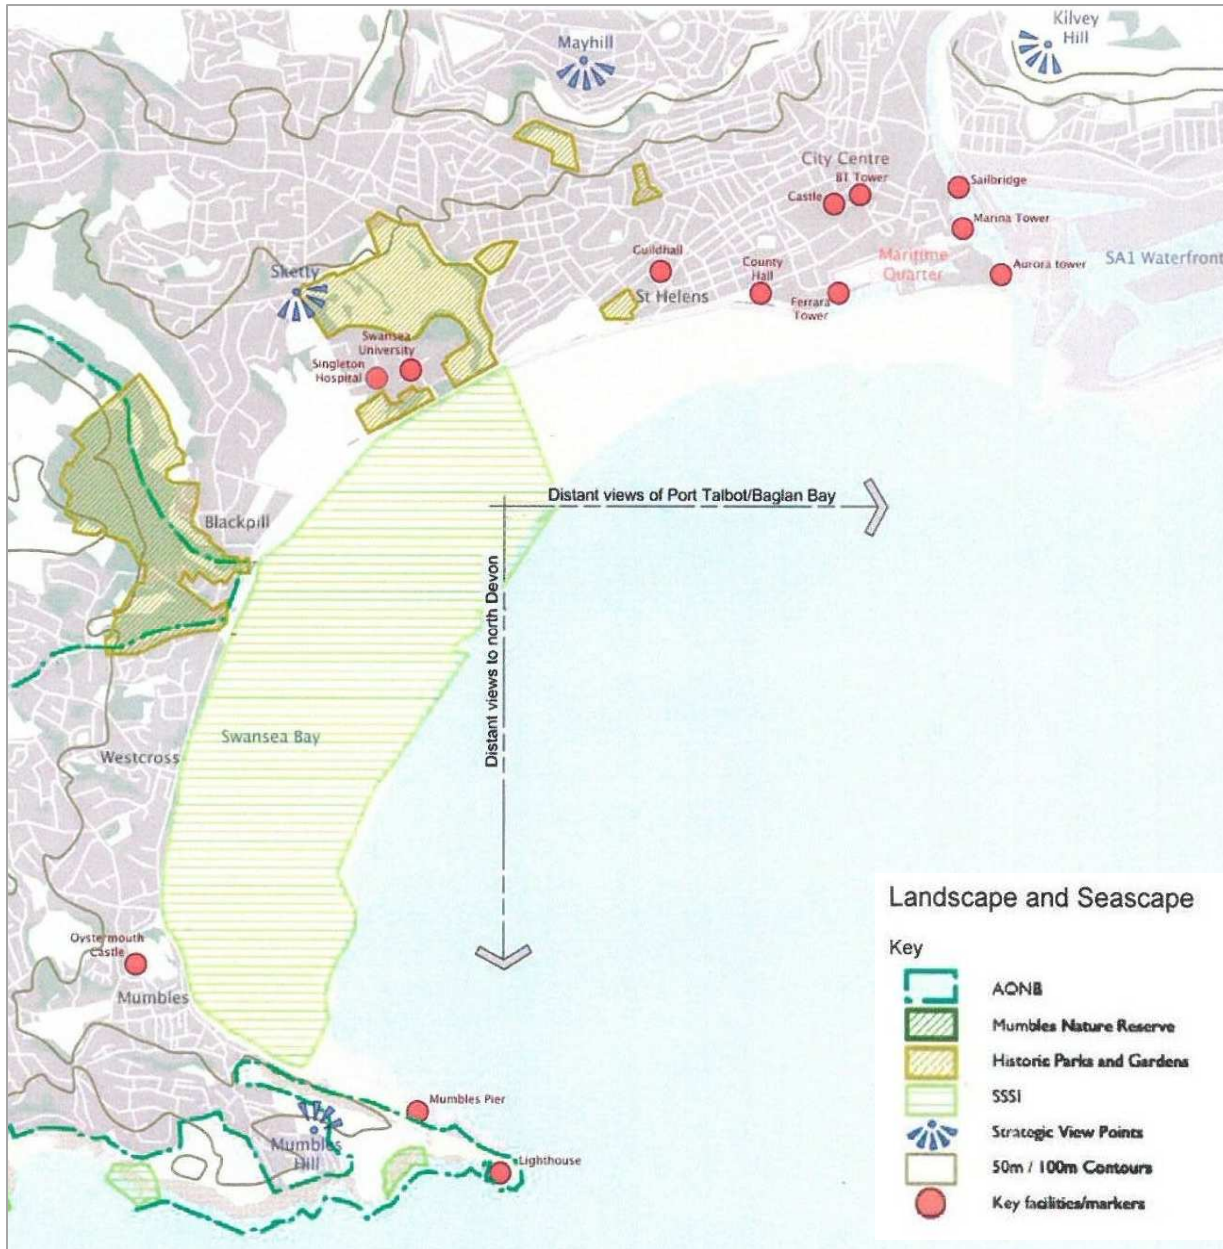 Kilvey
Hill
Mayhill
City Centre
BT Tower
Castle
Sailbridge
Marina Tower
Guildhall
Maritime
Quarter
County
Hall
Aurora tower
SA1 Waterfront
Sketty
St Helens
Ferrara
Tower
Swansea
University
Singleton
Hospital
Distant views of Port Talbot/Baglan Bay
Blackpill
Distant views to north Devon
Swansea Bay
Westcross
Oystermouth
Castle
Mumbles
Mumbles Pier
Mumbles
Hill
Lighthouse
Landscape and Seascape
Key
AONB
Mumbles Nature Reserve
Historic Parks and Gardens
SSSI
Strategic View Points
50m / 100m Contours
Key facilities/markers